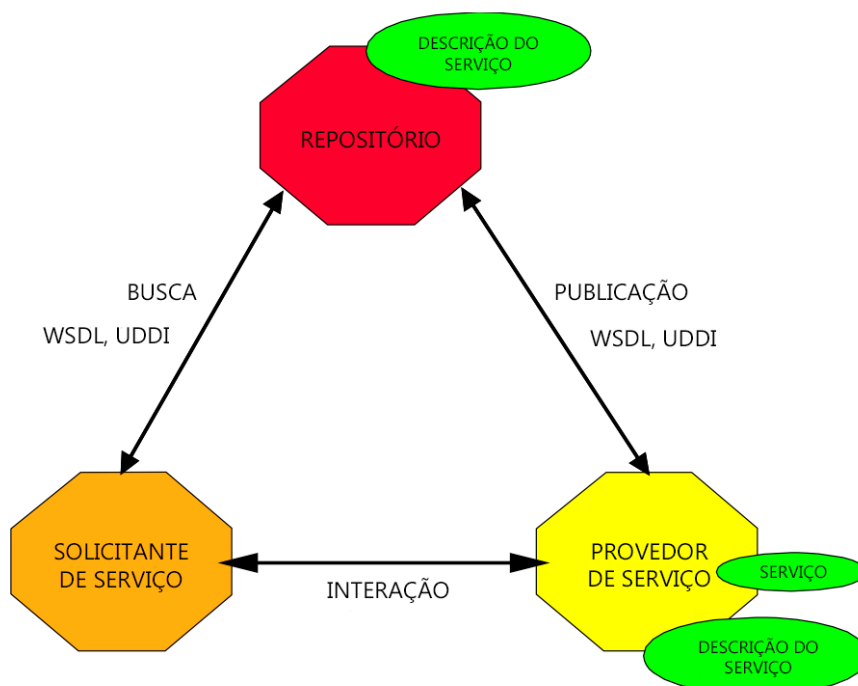 DESCRIÇÃO DO
SERVIÇO
REPOSITÓRIO
BUSCA
WSDL, UDDI
PUBLICAÇÃO
WSDL, UDDI
SOLICITANTE
DE SERVIÇO
INTERAÇÃO
PROVEDOR
DE SERVIÇO
SERVIÇO
DESCRIÇÃO DO
SERVIÇO